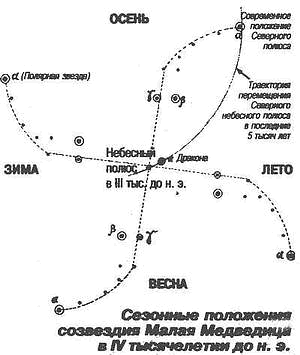 ОСЕНЬ
Современное
положение
α Северного
полюса
α (Полярная звезда)
γ
β
Траектория
перемещения
Северного
небесного полюса
в последние
5 тысяч лет
Небесный
полюс
в III тыс. до н. э.
α Дракона
ЗИМА
ЛЕТО
β
γ
α
ВЕСНА
α
Сезонные положения
созвездия Малая Медведица
в IV тысячелетии до н. э.